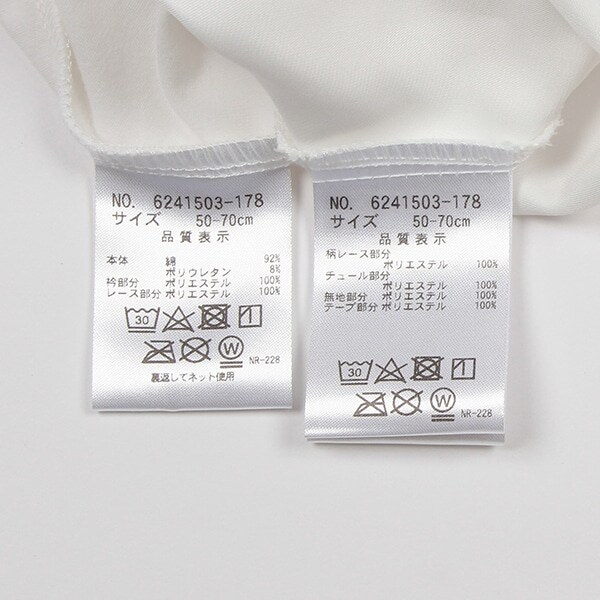 NO. 6241503-178
サイズ 50-70cm
品質表示
本体 綿 92%
ポリウレタン 8%
衿部分 ポリエステル 100%
レース部分 ポリエステル 100%
30
W NR-228
裏返してネット使用
NO. 6241503-178
サイズ 50-70cm
品質表示
柄レース部分
ポリエステル 100%
チュール部分
ポリエステル 100%
無地部分 ポリエステル 100%
テープ部分 ポリエステル 100%
30
W NR-228